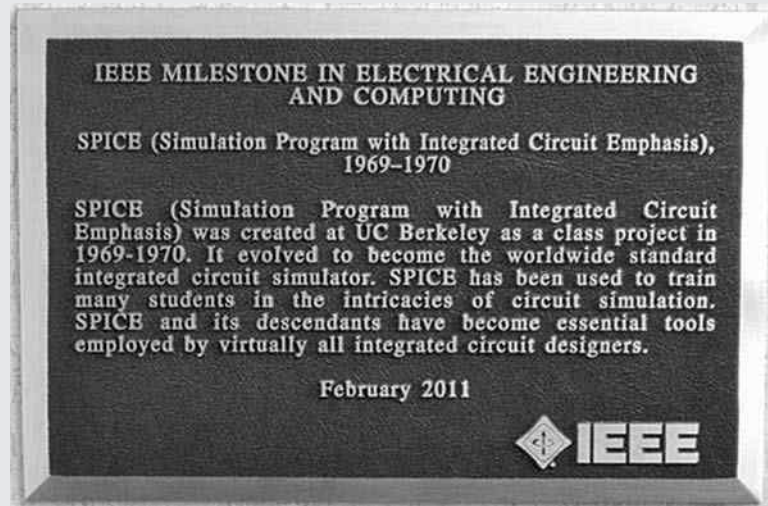 IEEE MILESTONE IN ELECTRICAL ENGINEERING
AND COMPUTING
SPICE (Simulation Program with Integrated Circuit Emphasis),
1969–1970
SPICE (Simulation Program with Integrated Circuit
Emphasis) was created at UC Berkeley as a class project in
1969-1970. It evolved to become the worldwide standard
integrated circuit simulator. SPICE has been used to train
many students in the intricacies of circuit simulation.
SPICE and its descendants have become essential tools
employed by virtually all integrated circuit designers.
February 2011
IEEE